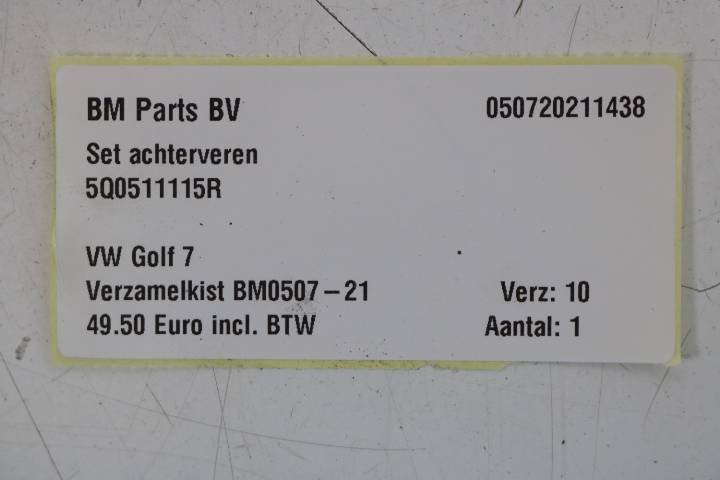 BM Parts BV 050720211438
Set achterveren
5Q0511115R
VW Golf 7
Verzamelkist BM0507-21 Verz: 10
49.50 Euro incl. BTW Aantal: 1